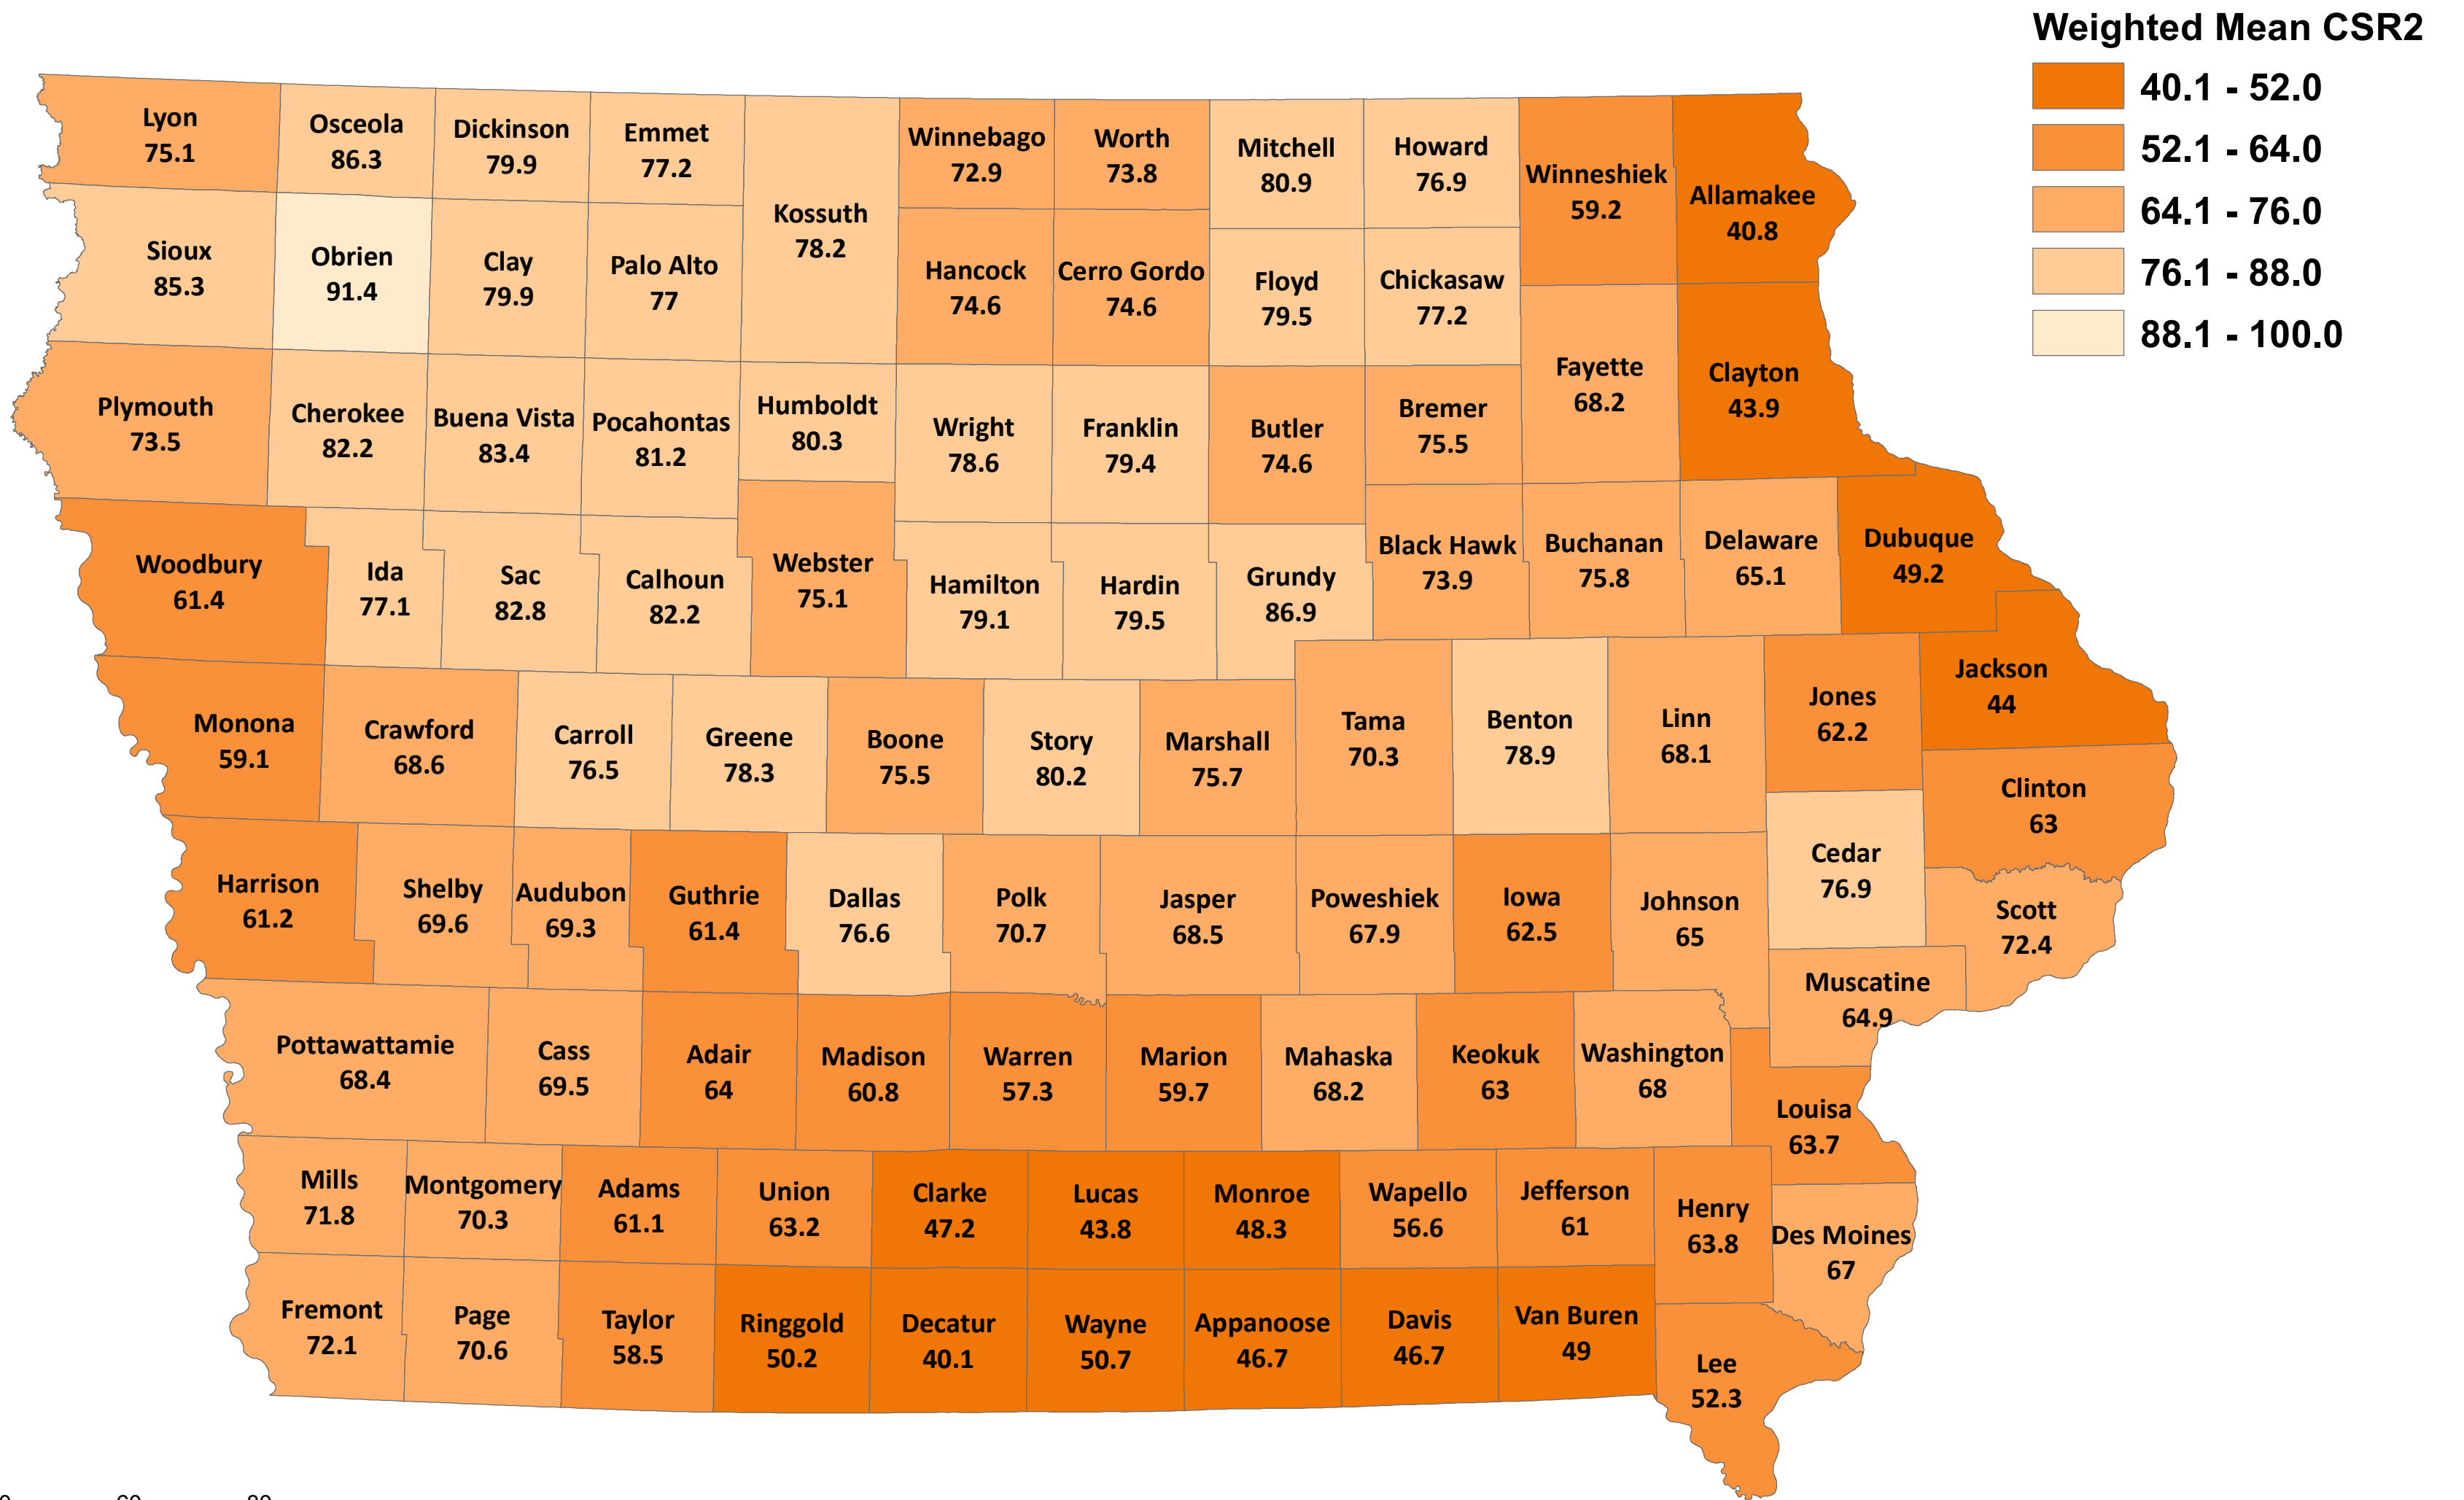 Weighted Mean CSR2
40.1 - 52.0
52.1 - 64.0
64.1 - 76.0
76.1 - 88.0
88.1 - 100.0
Lyon
75.1
Osceola
86.3
Dickinson
79.9
Emmet
77.2
Kossuth
78.2
Winnebago
72.9
Worth
73.8
Mitchell
80.9
Howard
76.9
Winneshiek
59.2
Allamakee
40.8
Sioux
85.3
Obrien
91.4
Clay
79.9
Palo Alto
77
Hancock
74.6
Cerro Gordo
74.6
Floyd
79.5
Chickasaw
77.2
Fayette
68.2
Clayton
43.9
Plymouth
73.5
Cherokee
82.2
Buena Vista
83.4
Pocahontas
81.2
Humboldt
80.3
Wright
78.6
Franklin
79.4
Butler
74.6
Bremer
75.5
Woodbury
61.4
Ida
77.1
Sac
82.8
Calhoun
82.2
Webster
75.1
Hamilton
79.1
Hardin
79.5
Grundy
86.9
Black Hawk
73.9
Buchanan
75.8
Delaware
65.1
Dubuque
49.2
Monona
59.1
Crawford
68.6
Carroll
76.5
Greene
78.3
Boone
75.5
Story
80.2
Marshall
75.7
Tama
70.3
Benton
78.9
Linn
68.1
Jones
62.2
Jackson
44
Clinton
63
Harrison
61.2
Shelby
69.6
Audubon
69.3
Guthrie
61.4
Dallas
76.6
Polk
70.7
Jasper
68.5
Poweshiek
67.9
Iowa
62.5
Johnson
65
Cedar
76.9
Scott
72.4
Muscatine
64.9
Pottawattamie
68.4
Cass
69.5
Adair
64
Madison
60.8
Warren
57.3
Marion
59.7
Mahaska
68.2
Keokuk
63
Washington
68
Louisa
63.7
Mills
71.8
Montgomery
70.3
Adams
61.1
Union
63.2
Clarke
47.2
Lucas
43.8
Monroe
48.3
Wapello
56.6
Jefferson
61
Henry
63.8
Des Moines
67
Fremont
72.1
Page
70.6
Taylor
58.5
Ringgold
50.2
Decatur
40.1
Wayne
50.7
Appanoose
46.7
Davis
46.7
Van Buren
49
Lee
52.3